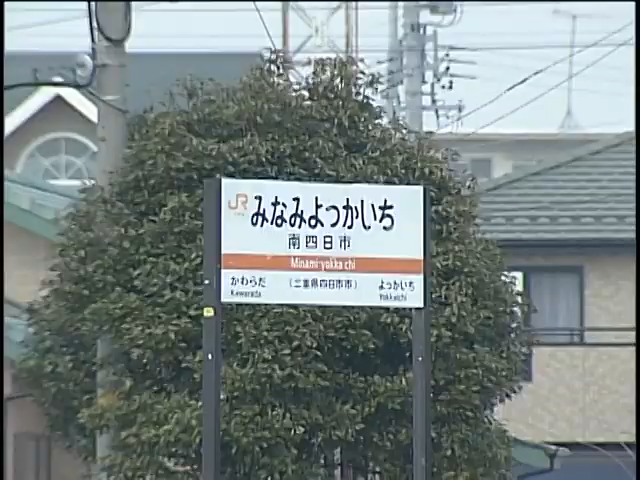 JR みなみよっかいち
南四日市
Minami-yokkaichi
かわらだ (三重県四日市市) よっかいち
Kawarada Yokkaichi